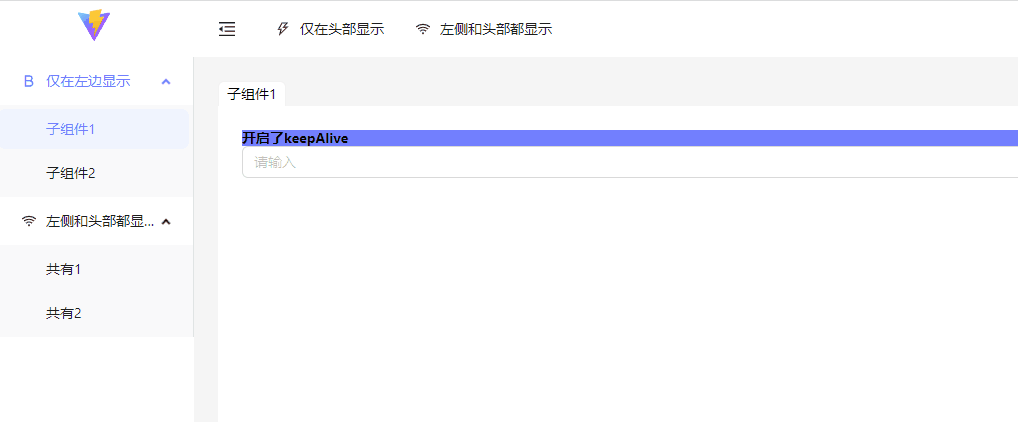 仅在头部显示
左侧和头部都显示
B 仅在左边显示
子组件1
子组件2
左侧和头部都显...
共有1
共有2
子组件1
开启了keepAlive
请输入